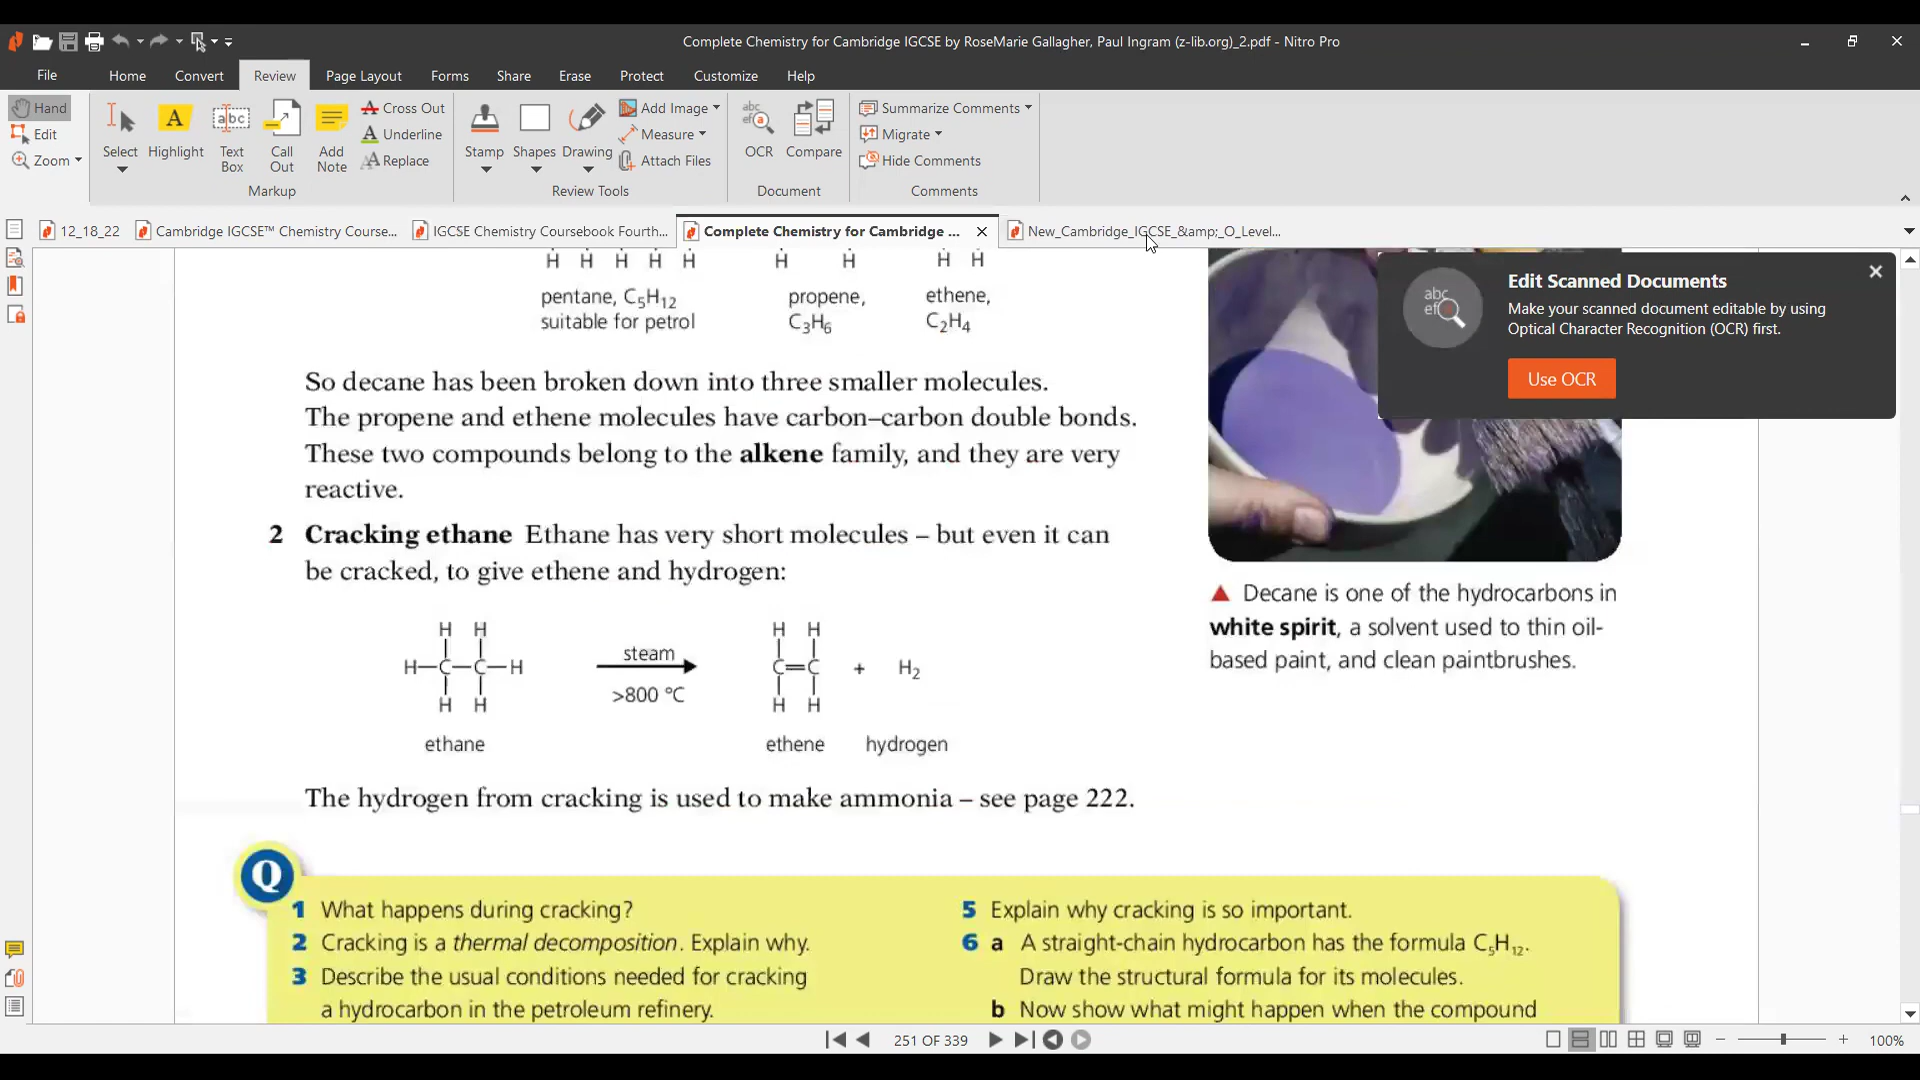 Complete Chemistry for Cambridge IGCSE by RoseMarie Gallagher, Paul Ingram (z-lib.org)_2.pdf - Nitro Pro
File Home Convert Review Page Layout Forms Share Erase Protect Customize Help
Hand
Edit
Zoom
Select
Highlight
Text Box
Call Out
Add Note
Cross Out
Underline
Replace
Markup
Stamp
Shapes
Drawing
Add Image
Measure
Attach Files
Review Tools
OCR
Compare
Document
Summarize Comments
Migrate
Hide Comments
Comments
12_18_22
Cambridge IGCSE™ Chemistry Course...
IGCSE Chemistry Coursebook Fourth...
Complete Chemistry for Cambridge ...
New_Cambridge_IGCSE_&amp;_O_Level...
H H H H H H H H H
pentane, C₅H₁₂
suitable for petrol
propene,
C₃H₆
ethene,
C₂H₄
Edit Scanned Documents
Make your scanned document editable by using
Optical Character Recognition (OCR) first.
Use OCR
So decane has been broken down into three smaller molecules.
The propene and ethene molecules have carbon–carbon double bonds.
These two compounds belong to the alkene family, and they are very
reactive.
2 Cracking ethane Ethane has very short molecules – but even it can
be cracked, to give ethene and hydrogen:
H H H H
H—C—C—H steam C=C + H₂
>800 °C
H H H H
ethane ethene hydrogen
The hydrogen from cracking is used to make ammonia – see page 222.
▲ Decane is one of the hydrocarbons in
white spirit, a solvent used to thin oil-
based paint, and clean paintbrushes.
Q
1 What happens during cracking?
2 Cracking is a thermal decomposition. Explain why.
3 Describe the usual conditions needed for cracking
a hydrocarbon in the petroleum refinery.
5 Explain why cracking is so important.
6 a A straight-chain hydrocarbon has the formula C₅H₁₂.
Draw the structural formula for its molecules.
b Now show what might happen when the compound
251 OF 339
100%